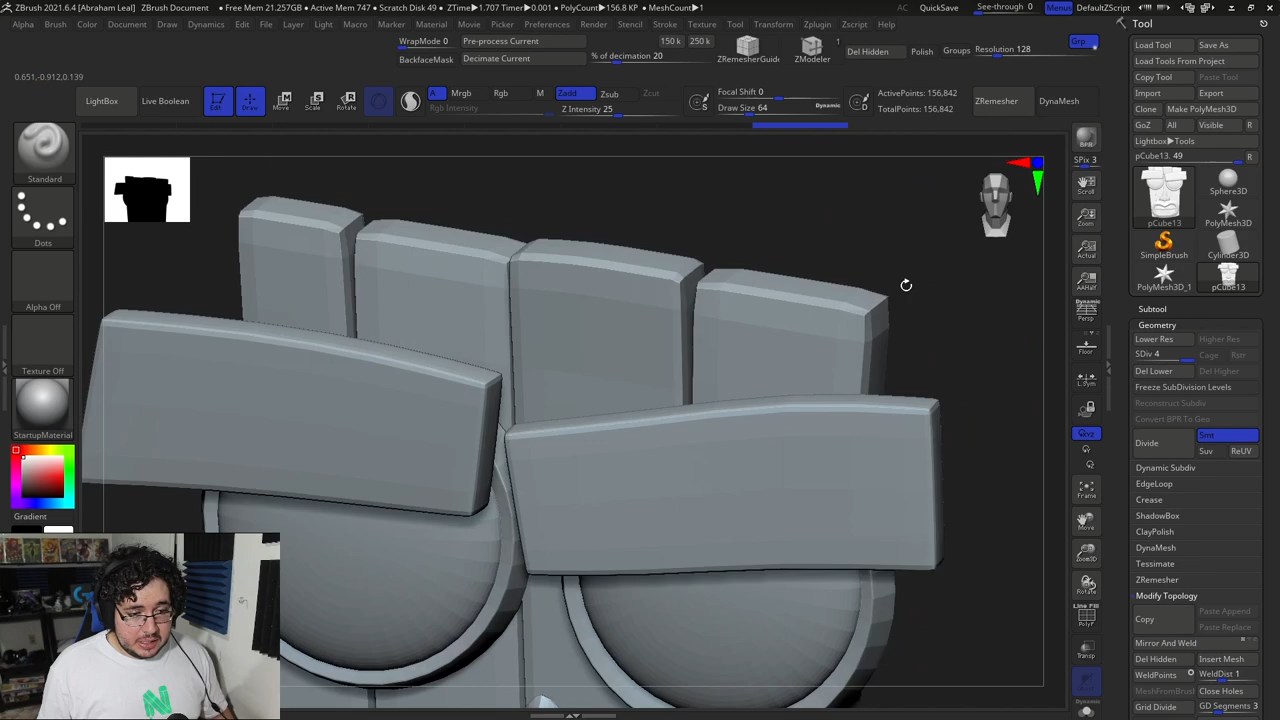 ZBrush 2021.6.4 [Abraham Leal] ZBrush Document • Free Mem 21.257GB • Active Mem 747 • Scratch Disk 49 • ZTime▶1.707 Timer▶0.001 • PolyCount▶156.8 KP • MeshCount▶1
AC QuickSave See-through 0 Menus DefaultZScript
Alpha Brush Color Document Draw Dynamics Edit File Layer Light Macro Marker Material Movie Picker Preferences Render Stencil Stroke Texture Tool Transform Zplugin Zscript Help
0.651,-0.912,0.139
WrapMode 0
BackfaceMask
Pre-process Current
Decimate Current
150 k 250 k
% of decimation 20
ZRemesherGuide
ZModeler
1
Del Hidden Polish Groups Resolution 128 Grp
LightBox Live Boolean Edit Draw Move Scale Rotate
A Mrgb Rgb M Zadd Zsub Zcut
Rgb Intensity Z Intensity 25
S
Focal Shift 0
Draw Size 64 Dynamic
D
ActivePoints: 156,842
TotalPoints: 156,842
ZRemesher DynaMesh
Standard
Dots
Alpha Off
Texture Off
StartupMaterial
Gradient
BPR
SPix 3
Scroll
Zoom
Actual
AAHalf
Dynamic
Persp
Floor
L.Sym
Frame
Move
Zoom3D
Rotate
Line Fill
PolyF
Transp
Dynamic
Tool
Load Tool Save As
Load Tools From Project
Copy Tool Paste Tool
Import Export
Clone Make PolyMesh3D
GoZ All Visible R
Lightbox▶Tools
pCube13. 49 R
Sphere3D
pCube13 PolyMesh3D
SimpleBrush Cylinder3D
PolyMesh3D_1 pCube13
Subtool
Geometry
Lower Res Higher Res
SDiv 4 Cage Rstr
Del Lower Del Higher
Freeze SubDivision Levels
Reconstruct Subdiv
Convert BPR To Geo
Divide Smt
Suv ReUV
Dynamic Subdiv
EdgeLoop
Crease
ShadowBox
ClayPolish
DynaMesh
Tessimate
ZRemesher
Modify Topology
Copy Paste Append
Paste Replace
Mirror And Weld
Del Hidden Insert Mesh
WeldPoints WeldDist 1
MeshFromBrush Close Holes
Grid Divide GD Segments 3